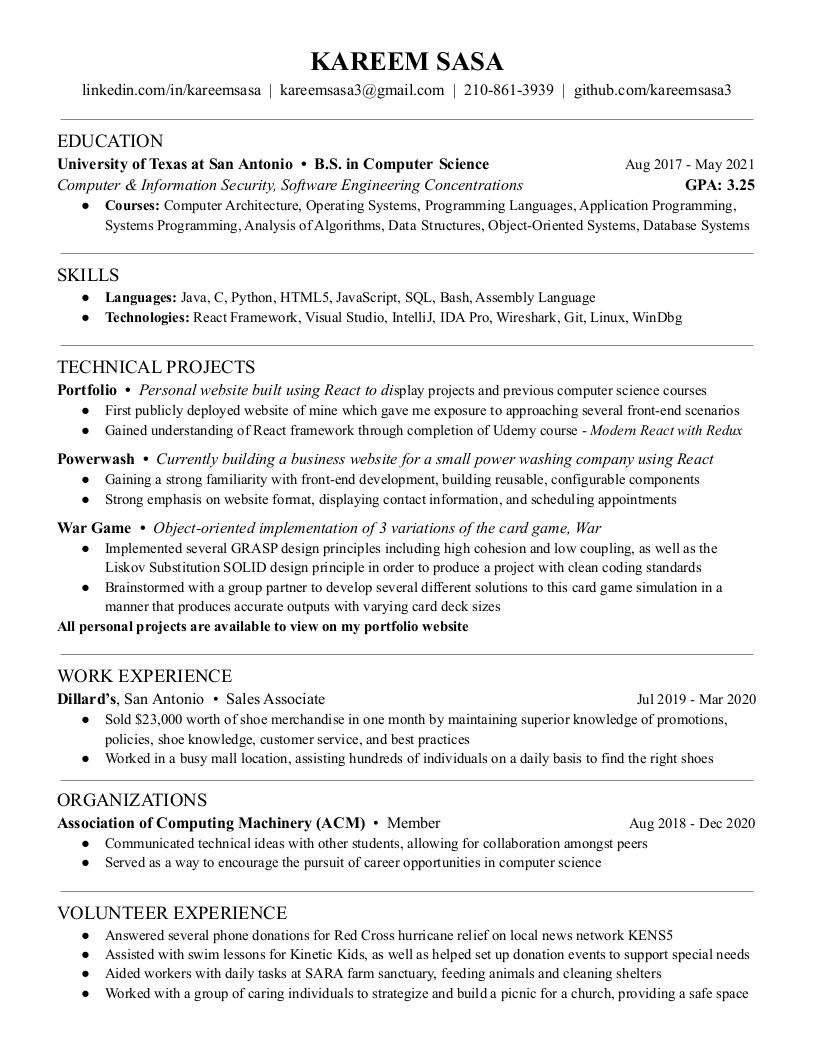 KAREEM SASA
linkedin.com/in/kareemsasa | kareemsasa3@gmail.com | 210-861-3939 | github.com/kareemsasa3
EDUCATION
University of Texas at San Antonio • B.S. in Computer Science Aug 2017 - May 2021
Computer & Information Security, Software Engineering Concentrations GPA: 3.25
● Courses: Computer Architecture, Operating Systems, Programming Languages, Application Programming,
Systems Programming, Analysis of Algorithms, Data Structures, Object-Oriented Systems, Database Systems
SKILLS
● Languages: Java, C, Python, HTML5, JavaScript, SQL, Bash, Assembly Language
● Technologies: React Framework, Visual Studio, IntelliJ, IDA Pro, Wireshark, Git, Linux, WinDbg
TECHNICAL PROJECTS
Portfolio • Personal website built using React to display projects and previous computer science courses
● First publicly deployed website of mine which gave me exposure to approaching several front-end scenarios
● Gained understanding of React framework through completion of Udemy course - Modern React with Redux
Powerwash • Currently building a business website for a small power washing company using React
● Gaining a strong familiarity with front-end development, building reusable, configurable components
● Strong emphasis on website format, displaying contact information, and scheduling appointments
War Game • Object-oriented implementation of 3 variations of the card game, War
● Implemented several GRASP design principles including high cohesion and low coupling, as well as the
Liskov Substitution SOLID design principle in order to produce a project with clean coding standards
● Brainstormed with a group partner to develop several different solutions to this card game simulation in a
manner that produces accurate outputs with varying card deck sizes
All personal projects are available to view on my portfolio website
WORK EXPERIENCE
Dillard's, San Antonio • Sales Associate Jul 2019 - Mar 2020
● Sold $23,000 worth of shoe merchandise in one month by maintaining superior knowledge of promotions,
policies, shoe knowledge, customer service, and best practices
● Worked in a busy mall location, assisting hundreds of individuals on a daily basis to find the right shoes
ORGANIZATIONS
Association of Computing Machinery (ACM) • Member Aug 2018 - Dec 2020
● Communicated technical ideas with other students, allowing for collaboration amongst peers
● Served as a way to encourage the pursuit of career opportunities in computer science
VOLUNTEER EXPERIENCE
● Answered several phone donations for Red Cross hurricane relief on local news network KENS5
● Assisted with swim lessons for Kinetic Kids, as well as helped set up donation events to support special needs
● Aided workers with daily tasks at SARA farm sanctuary, feeding animals and cleaning shelters
● Worked with a group of caring individuals to strategize and build a picnic for a church, providing a safe space